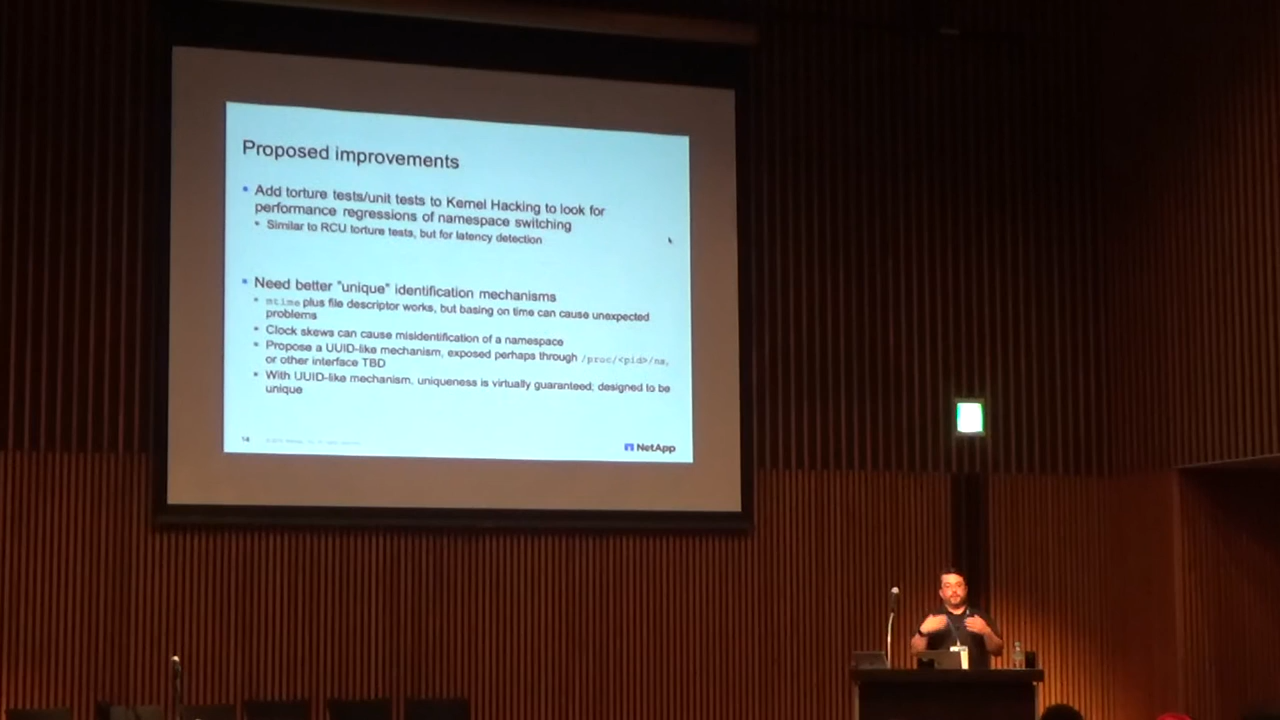 Proposed improvements
Add torture tests/unit tests to Kernel Hacking to look for
performance regressions of namespace switching
Similar to RCU torture tests, but for latency detection
Need better "unique" identification mechanisms
mtime plus file descriptor works, but basing on time can cause unexpected
problems
Clock skews can cause misidentification of a namespace
Propose a UUID-like mechanism, exposed perhaps through /proc/<pid>/ns,
or other interface TBD
With UUID-like mechanism, uniqueness is virtually guaranteed; designed to be
unique
14
NetApp